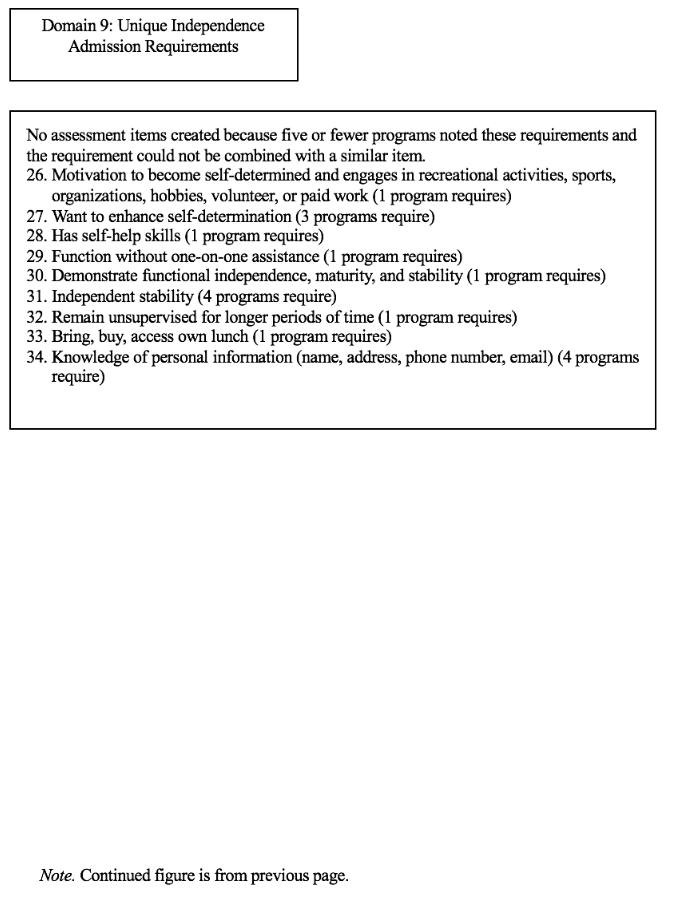 Domain 9: Unique Independence
Admission Requirements
No assessment items created because five or fewer programs noted these requirements and
the requirement could not be combined with a similar item.
26. Motivation to become self-determined and engages in recreational activities, sports,
organizations, hobbies, volunteer, or paid work (1 program requires)
27. Want to enhance self-determination (3 programs require)
28. Has self-help skills (1 program requires)
29. Function without one-on-one assistance (1 program requires)
30. Demonstrate functional independence, maturity, and stability (1 program requires)
31. Independent stability (4 programs require)
32. Remain unsupervised for longer periods of time (1 program requires)
33. Bring, buy, access own lunch (1 program requires)
34. Knowledge of personal information (name, address, phone number, email) (4 programs
require)
Note. Continued figure is from previous page.